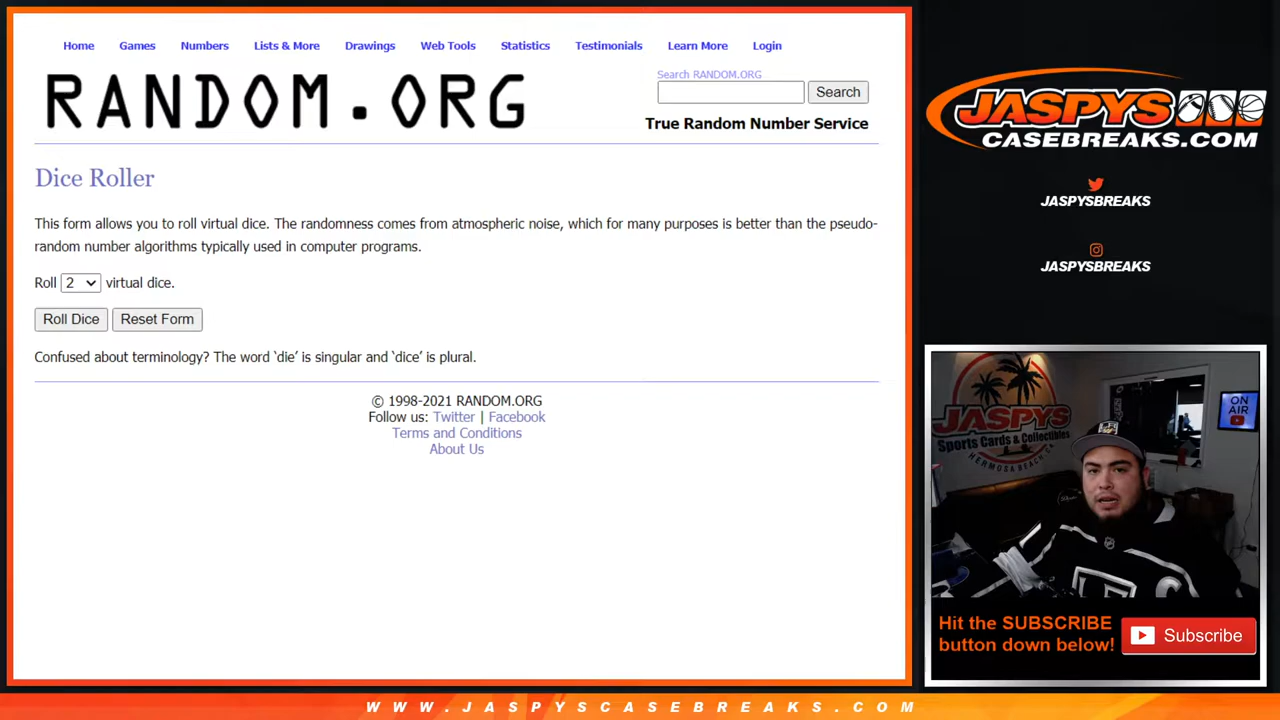 Home Games Numbers Lists & More Drawings Web Tools Statistics Testimonials Learn More Login
RANDOM.ORG
Search RANDOM.ORG
Search
True Random Number Service
Dice Roller
This form allows you to roll virtual dice. The randomness comes from atmospheric noise, which for many purposes is better than the pseudo-
random number algorithms typically used in computer programs.
Roll 2 virtual dice.
Roll Dice Reset Form
Confused about terminology? The word ‘die’ is singular and ‘dice’ is plural.
© 1998-2021 RANDOM.ORG
Follow us: Twitter | Facebook
Terms and Conditions
About Us
JASPYS
CASEBREAKS.COM
JASPYSBREAKS
JASPYSBREAKS
JASPYS
Sports Cards & Collectibles
HERMOSA BEACH, CA
ON
AIR
Hit the SUBSCRIBE
button down below!
Subscribe
WWW.JASPYSCASEBREAKS.COM